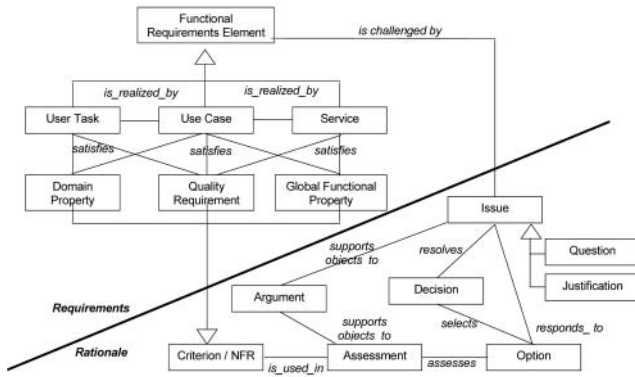 Functional
Requirements Element
is challenged by
is_realized_by
is_realized_by
User Task
Use Case
Service
satisfies
satisfies
satisfies
Domain
Property
Quality
Requirement
Global Functional
Property
Issue
supports
objects to
resolves
Question
Justification
Argument
Decision
Requirements
supports
objects to
selects
responds_ to
Rationale
Criterion / NFR
is_used_in
Assessment
assesses
Option